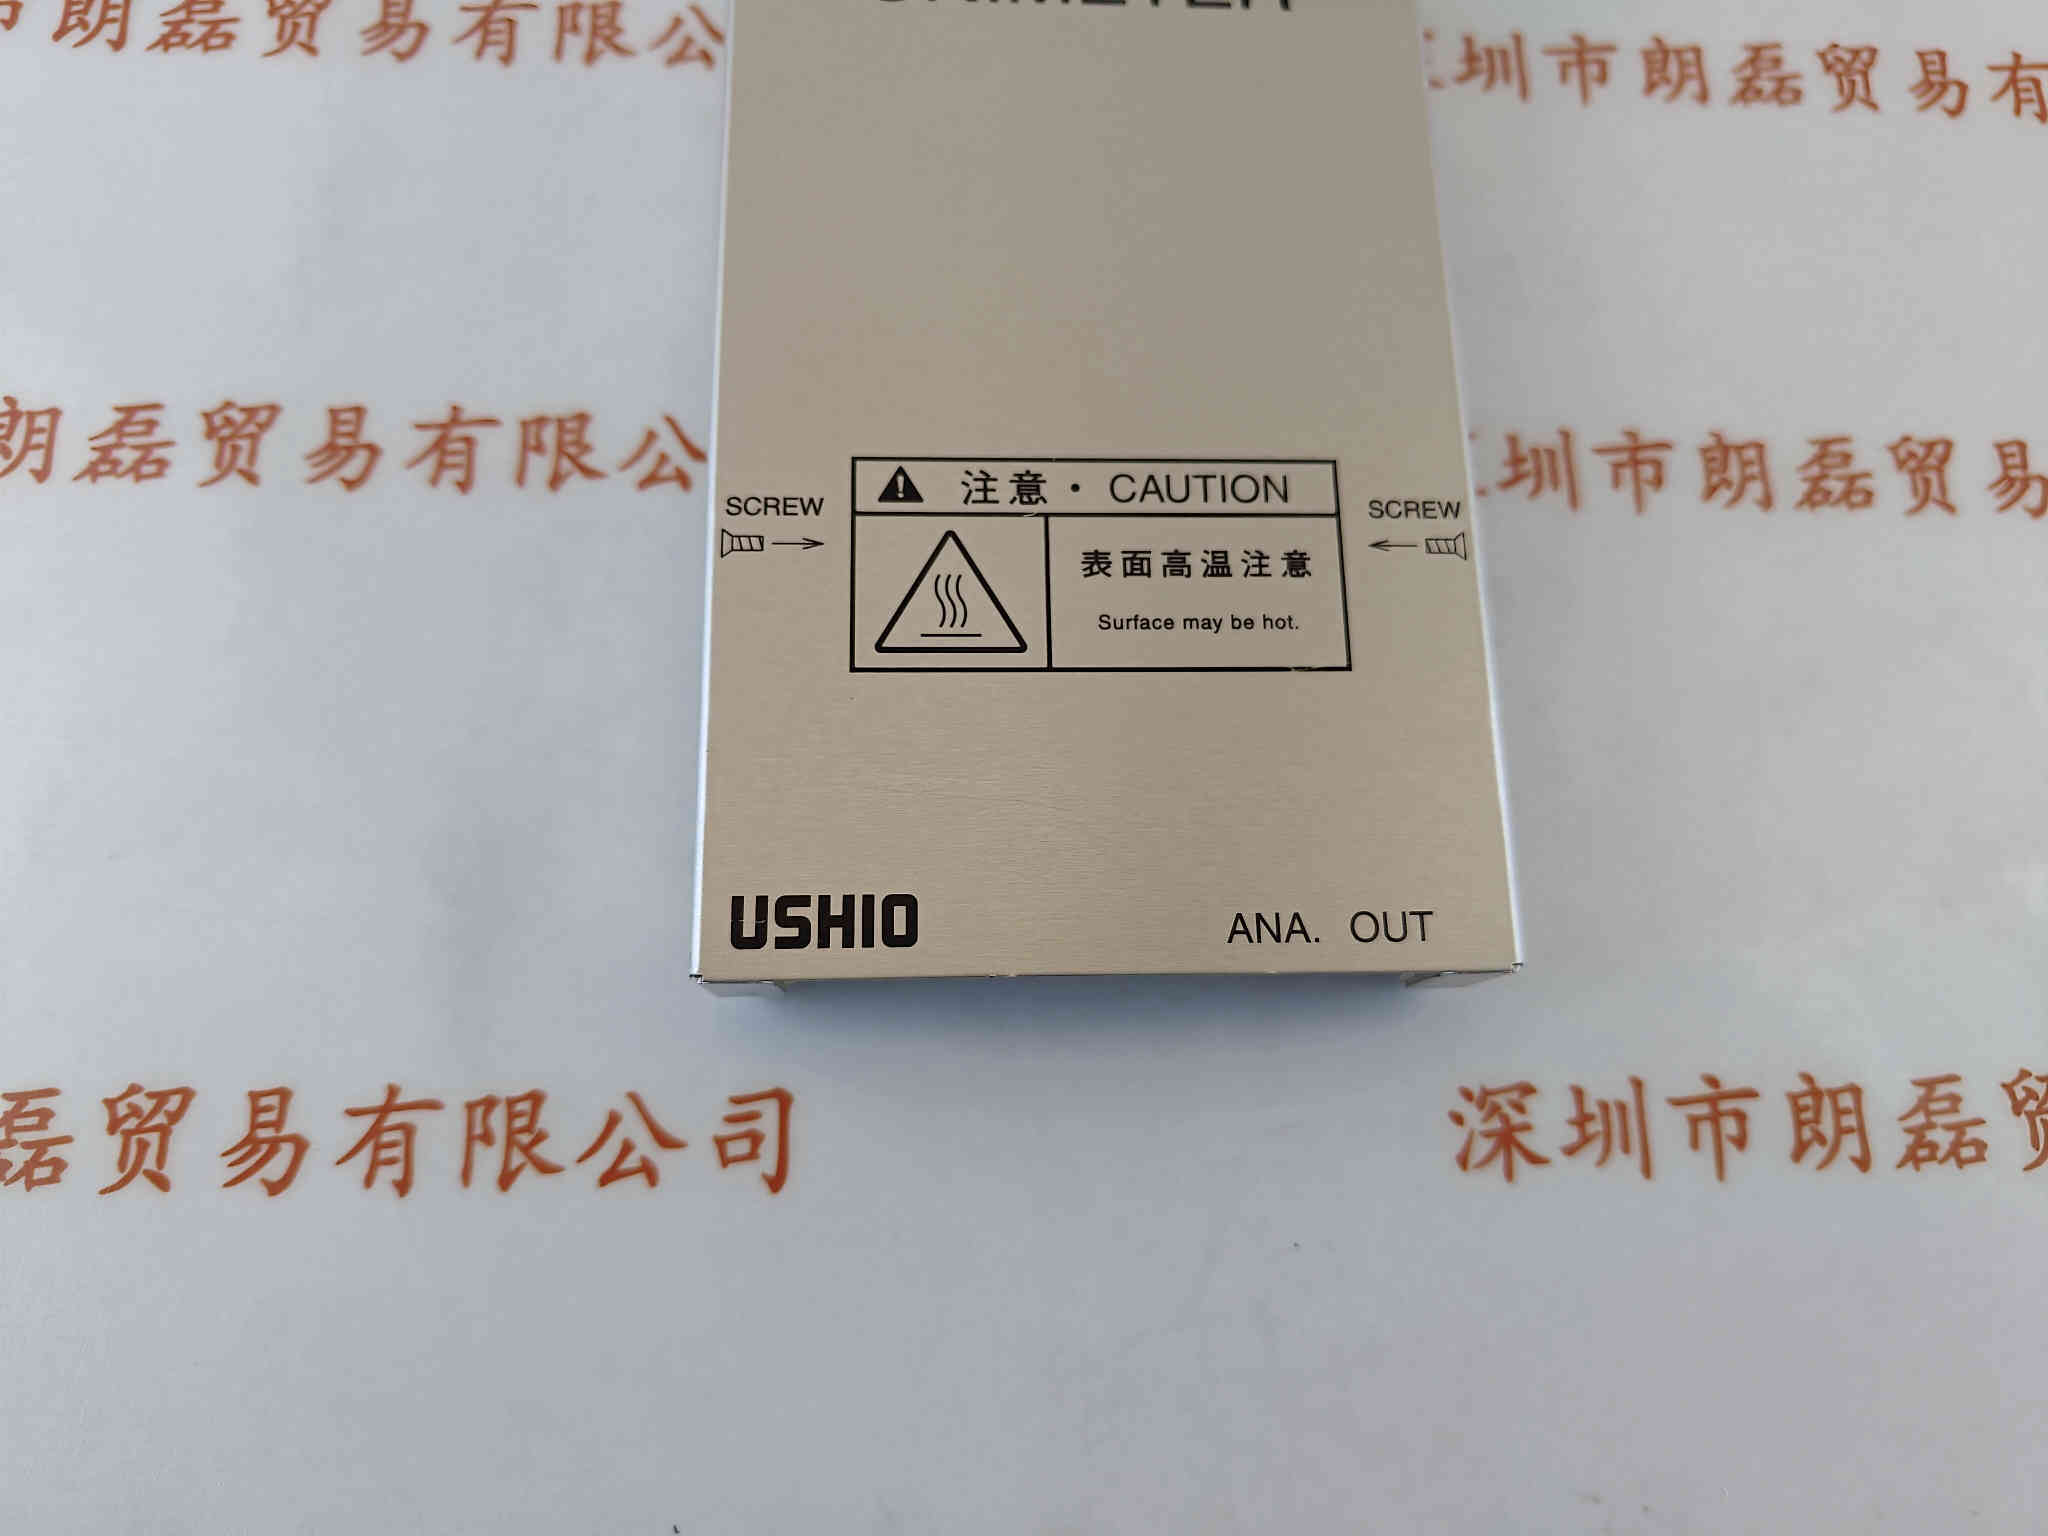 市朗磊贸易有限公
圳市朗磊贸易有
朗磊贸易有限公
圳市朗磊贸易
注意・CAUTION
SCREW
SCREW
表面高温注意
Surface may be hot.
USHIO
ANA. OUT
磊贸易有限公司
深圳市朗磊贸